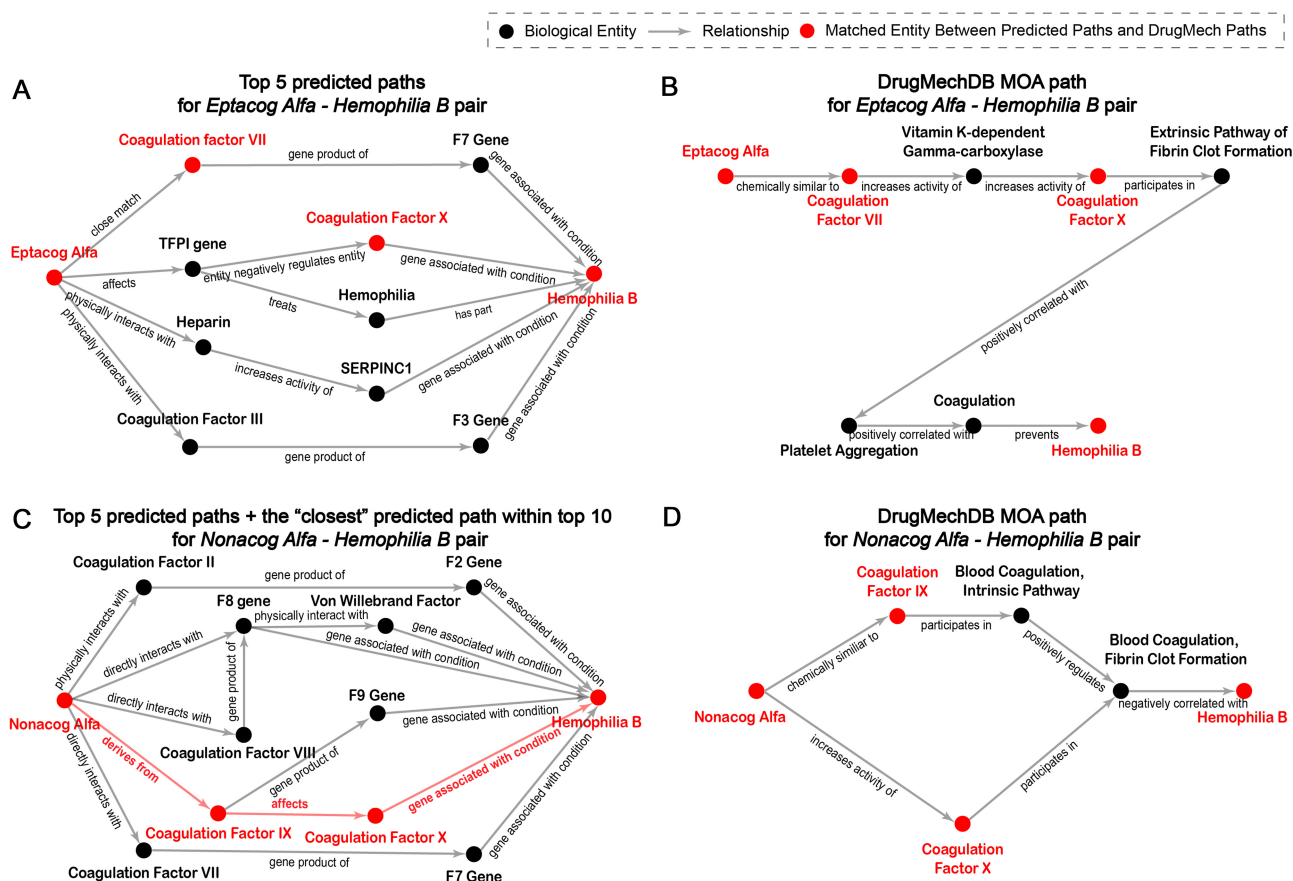 Biological Entity
Relationship
Matched Entity Between Predicted Paths and DrugMech Paths
A
Top 5 predicted paths
for Eptacog Alfa - Hemophilia B pair
Coagulation factor VII
gene product of
F7 Gene
gene associated with condition
close match
Eptacog Alfa
TFPI gene
Coagulation Factor X
affects
entity negatively regulates entity
gene associated with condition
treats
Hemophilia
has part
Hemophilia B
physically interacts with
Heparin
increases activity of
SERPINC1
gene associated with condition
physically interacts with
Coagulation Factor III
gene product of
F3 Gene
gene associated with condition
B
DrugMechDB MOA path
for Eptacog Alfa - Hemophilia B pair
Eptacog Alfa
chemically similar to
Coagulation
Factor VII
increases activity of
Vitamin K-dependent
Gamma-carboxylase
increases activity of
Coagulation
Factor X
participates in
Extrinsic Pathway of
Fibrin Clot Formation
positively correlated with
Platelet Aggregation
positively correlated with
Coagulation
prevents
Hemophilia B
C
Top 5 predicted paths + the “closest” predicted path within top 10
for Nonacog Alfa - Hemophilia B pair
Coagulation Factor II
gene product of
F2 Gene
gene associated with condition
physically interacts with
F8 gene
physically interact with
Von Willebrand Factor
gene associated with condition
gene associated with condition
directly interacts with
gene product of
directly interacts with
Nonacog Alfa
Coagulation Factor VIII
F9 Gene
gene associated with condition
Hemophilia B
derives from
gene product of
Coagulation Factor IX
affects
Coagulation Factor X
gene associated with condition
directly interacts with
Coagulation Factor VII
gene product of
F7 Gene
gene associated with condition
D
DrugMechDB MOA path
for Nonacog Alfa - Hemophilia B pair
Nonacog Alfa
chemically similiar to
Coagulation
Factor IX
participates in
Blood Coagulation,
Intrinsic Pathway
positively regulates
Blood Coagulation,
Fibrin Clot Formation
negatively correlated with
Hemophilia B
increases activity of
Coagulation
Factor X
participates in